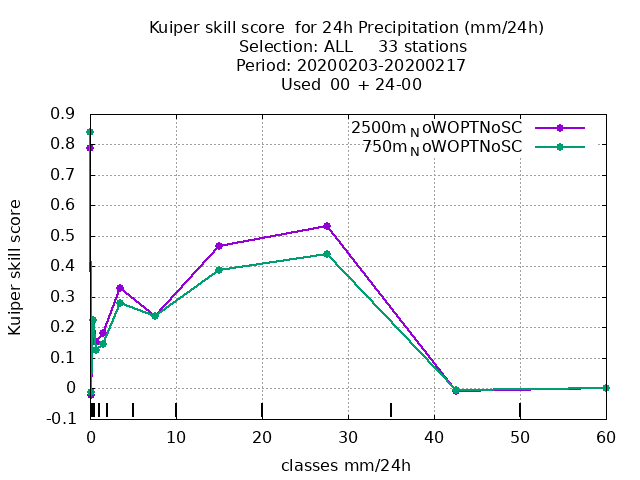 Kuiper skill score  for 24h Precipitation (mm/24h)
Selection: ALL     33 stations
Period: 20200203-20200217
Used  00 + 24-00
2500m_NoWOPTNoSC
750m_NoWOPTNoSC
Kuiper skill score
0.9
0.8
0.7
0.6
0.5
0.4
0.3
0.2
0.1
0
-0.1
0 10 20 30 40 50 60
classes mm/24h